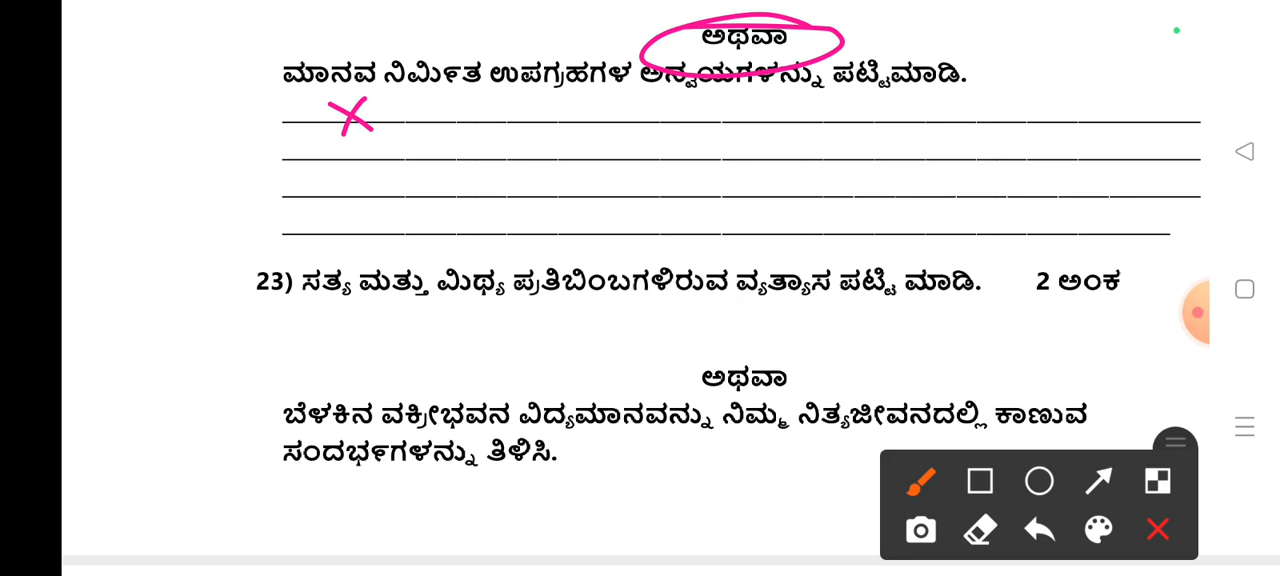 ಅಥವಾ
ಮಾನವ ನಿರ್ಮಿತ ಉಪಗ್ರಹಗಳ ಅನ್ವಯಗಳನ್ನು ಪಟ್ಟಿಮಾಡಿ.
23) ಸತ್ಯ ಮತ್ತು ಮಿಥ್ಯ ಪ್ರತಿಬಿಂಬಗಳಿರುವ ವ್ಯತ್ಯಾಸ ಪಟ್ಟಿ ಮಾಡಿ. 2 ಅಂಕ
ಅಥವಾ
ಬೆಳಕಿನ ವಕ್ರೀಭವನ ವಿದ್ಯಮಾನವನ್ನು ನಿಮ್ಮ ನಿತ್ಯಜೀವನದಲ್ಲಿ ಕಾಣುವ
ಸಂದರ್ಭಗಳನ್ನು ತಿಳಿಸಿ.